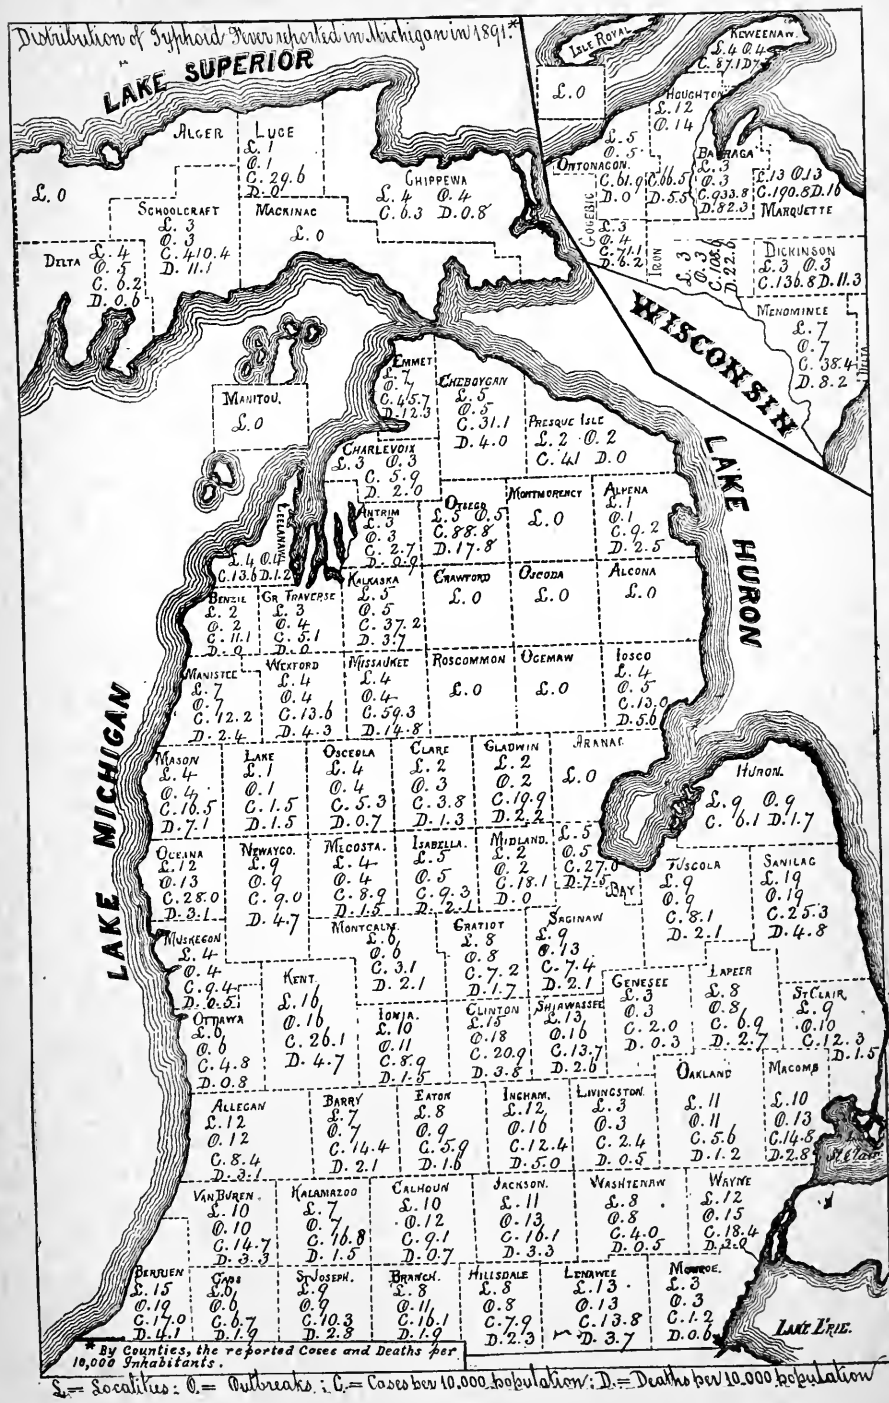 Distribution of Typhoid Fever reported in Michigan in 1891.*
LAKE SUPERIOR
ISLE ROYAL
L. 0
KEWEENAW.
L. 4 O. 4
C. 87.1 D7
HOUGHTON
L. 12
O. 14
C. 66.5
D. 5.5
ONTONAGON.
L. 5
O. 5
C. 61.9
D. 0
BARAGA
L. 3
O. 3
C. 933.8
D. 82.3
L. 13 O. 13
C. 190.8 D. 16
MARQUETTE
GOGEBIC
L. 3
O. 4
C. 71.1
D. 6.2
IRON
L. 3
O. 3
C. 108.9
D. 22.6
DICKINSON
L. 3 O. 3
C. 136.8 D. 11.3
MENOMINEE
L. 7
O. 7
C. 38.4
D. 8.2
DELTA
WISCONSIN
ALGER
L. 0
LUCE
L. 1
O. 1
C. 29.6
D. 0
CHIPPEWA
L. 4 O. 4
C. 6.3 D. 0.8
SCHOOLCRAFT
L. 3
O. 3
C. 410.4
D. 11.1
MACKINAC
L. 0
DELTA
L. 4
O. 5
C. 6.2
D. 0.6
MANITOU.
L. 0
EMMET
L. 7
O. 7
C. 45.7
D. 12.3
CHEBOYGAN
L. 5
O. 5
C. 31.1
D. 4.0
PRESQUE ISLE
L. 2 O. 2
C. 41 D. 0
CHARLEVOIX
L. 3 O. 3
C. 5.9
D. 2.0
LEELANAW
L. 4 O. 4
C. 13.6 D. 1.2
ANTRIM
L. 3
O. 3
C. 2.7
D. 0.9
OTSEGO
L. 5 O. 5
C. 88.8
D. 17.8
MONTMORENCY
L. 0
ALPENA
L. 1
O. 1
C. 9.2
D. 2.5
BENZIE
L. 2
O. 2
C. 11.1
D. 0
GR TRAVERSE
L. 3
O. 4
C. 5.1
D. 0
KALKASKA
L. 5
O. 5
C. 37.2
D. 3.7
CRAWFORD
L. 0
OSCODA
L. 0
ALCONA
L. 0
LAKE HURON
MANISTEE
L. 7
O. 7
C. 12.2
D. 2.4
WEXFORD
L. 4
O. 4
C. 13.6
D. 4.3
MISSAUKEE
L. 4
O. 4
C. 59.3
D. 14.8
ROSCOMMON
L. 0
OGEMAW
L. 0
IOSCO
L. 4
O. 5
C. 13.0
D. 5.6
LAKE MICHIGAN
MASON
L. 4
O. 4
C. 16.5
D. 7.1
LAKE
L. 1
O. 1
C. 1.5
D. 1.5
OSCEOLA
L. 4
O. 4
C. 5.3
D. 0.7
CLARE
L. 2
O. 3
C. 3.8
D. 1.3
GLADWIN
L. 2
O. 2
C. 19.9
D. 2.2
ARANAC
L. 0
HURON.
L. 9 O. 9
C. 6.1 D. 1.7
OCEANA
L. 12
O. 13
C. 28.0
D. 3.1
NEWAYGO.
L. 9
O. 9
C. 9.0
D. 4.7
MECOSTA.
L. 4
O. 4
C. 8.9
D. 1.5
ISABELLA.
L. 5
O. 5
C. 9.3
D. 2.1
MIDLAND.
L. 2
O. 2
C. 18.1
D. 0
L. 5
O. 5
C. 27.6
D. 7.5
BAY
TUSCOLA
L. 9
O. 9
C. 8.1
D. 2.1
SANILAC
L. 19
O. 19
C. 25.3
D. 4.8
MUSKEGON
L. 4
O. 4
C. 9.4
D. 0.5
KENT.
L. 16
O. 16
C. 26.1
D. 4.7
MONTCALM.
L. 6
O. 6
C. 3.1
D. 2.1
GRATIOT
L. 8
O. 8
C. 7.2
D. 1.7
SAGINAW
L. 9
O. 13
C. 7.4
D. 2.1
OTTAWA
L. 6
O. 6
C. 4.8
D. 0.8
IONIA.
L. 10
O. 11
C. 8.9
D. 1.5
CLINTON
L. 15
O. 18
C. 20.9
D. 3.8
SHIAWASSEE
L. 13
O. 16
C. 13.7
D. 2.6
GENESEE
L. 3
O. 3
C. 2.0
D. 0.3
LAPEER
L. 8
O. 8
C. 6.9
D. 2.7
ST CLAIR
L. 9
O. 10
C. 12.3
D. 1.5
ALLEGAN
L. 12
O. 12
C. 8.4
D. 3.1
BARRY
L. 7
O. 7
C. 14.4
D. 2.1
EATON
L. 8
O. 9
C. 5.9
D. 1.6
INGHAM.
L. 12
O. 16
C. 12.4
D. 5.0
LIVINGSTON.
L. 3
O. 3
C. 2.4
D. 0.5
OAKLAND
L. 11
O. 11
C. 5.6
D. 1.2
MACOMB
L. 10
O. 13
C. 14.8
D. 2.8
St Clair
VAN BUREN.
L. 10
O. 10
C. 14.7
D. 3.3
KALAMAZOO
L. 7
O. 7
C. 16.8
D. 1.5
CALHOUN
L. 10
O. 12
C. 9.1
D. 0.7
JACKSON.
L. 11
O. 13
C. 16.1
D. 3.3
WASHTENAW
L. 8
O. 8
C. 4.0
D. 0.5
WAYNE
L. 12
O. 15
C. 18.4
D. 2.0
BERRIEN
L. 15
O. 19
C. 17.0
D. 4.1
CASS
L. 6
O. 6
C. 6.7
D. 1.9
ST JOSEPH.
L. 9
O. 9
C. 10.3
D. 2.8
BRANCH.
L. 8
O. 11
C. 16.1
D. 1.9
HILLSDALE
L. 8
O. 8
C. 7.9
D. 2.3
LENAWEE
L. 13
O. 13
C. 13.8
D. 3.7
MONROE.
L. 3
O. 3
C. 1.2
D. 0.6
LAKE ERIE.
* By Counties, the reported Cases and Deaths per
10,000 Inhabitants.
L. = Localities: O. = Outbreaks.; C. = Cases per 10,000 population; D. = Deaths per 10,000 population